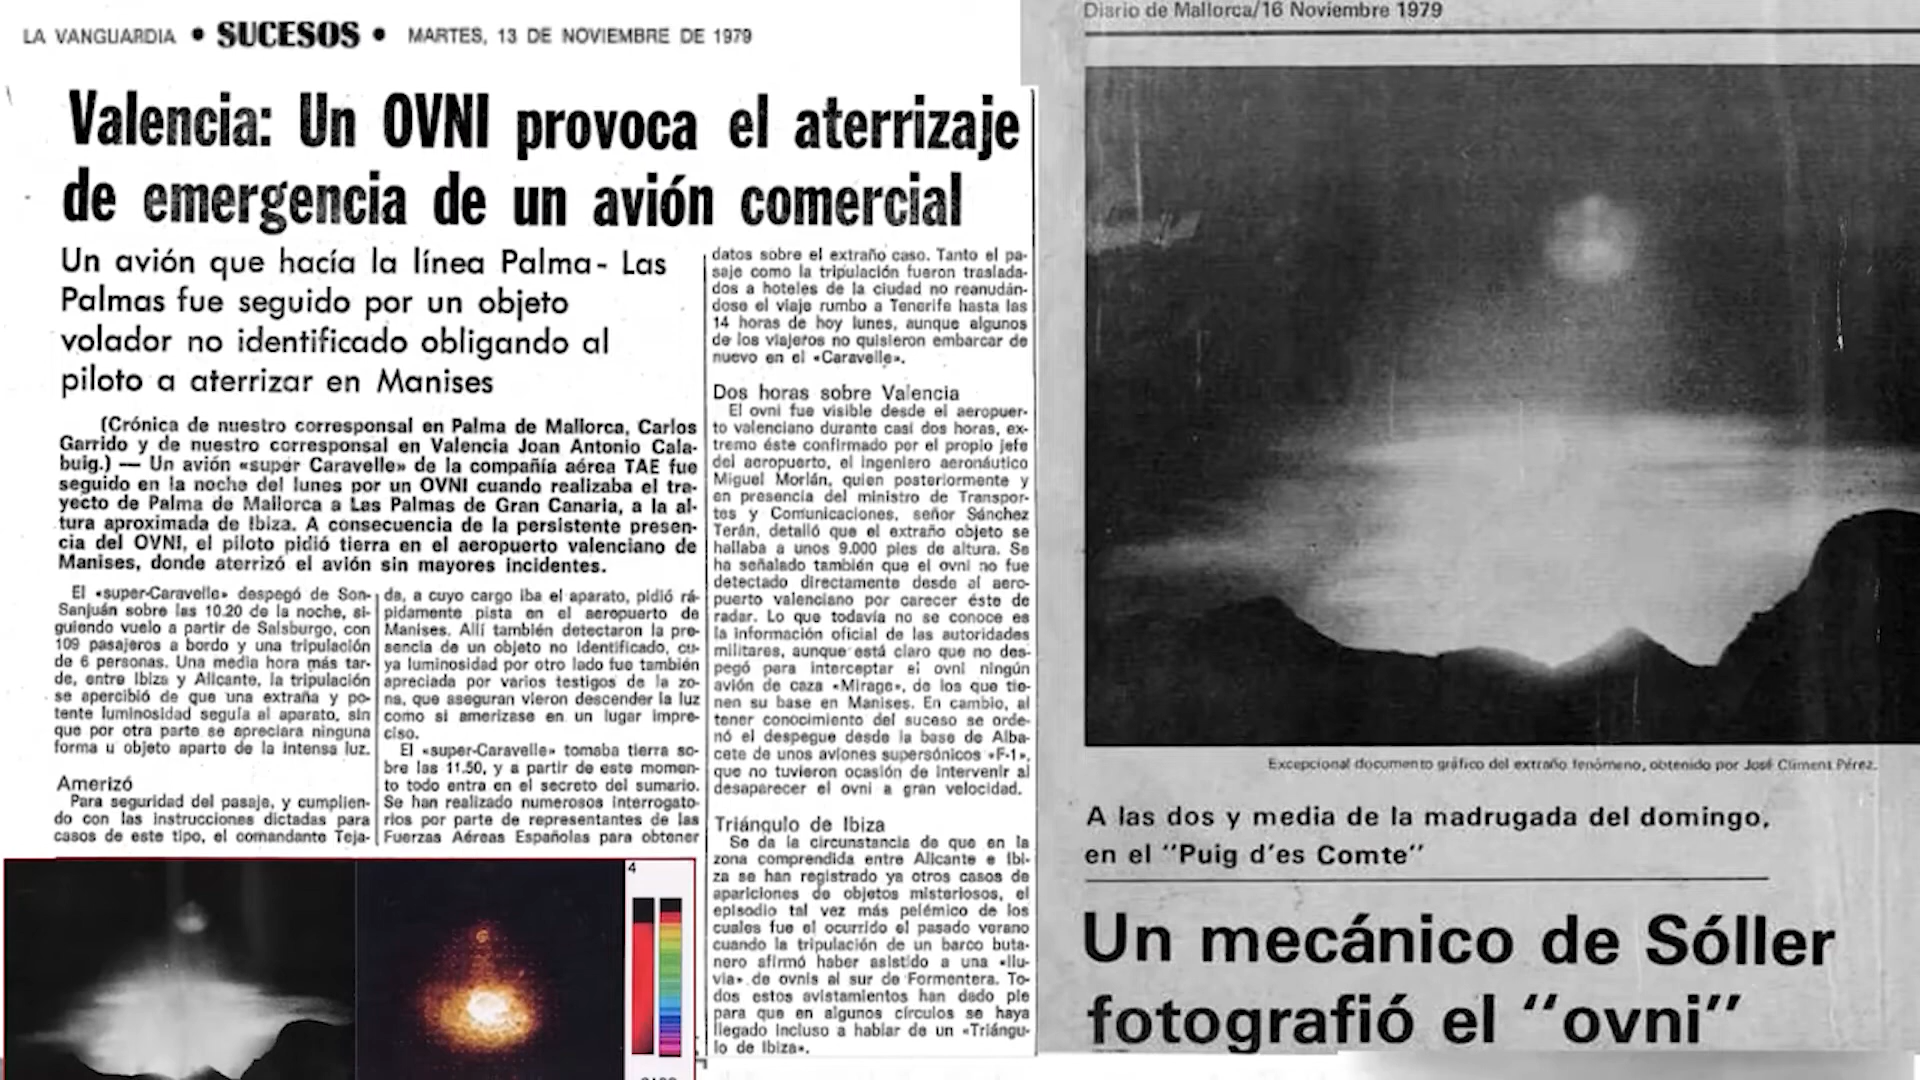 LA VANGUARDIA • SUCESOS • MARTES, 13 DE NOVIEMBRE DE 1979
Valencia: Un OVNI provoca el aterrizaje
de emergencia de un avión comercial
Un avión que hacía la línea Palma - Las
Palmas fue seguido por un objeto
volador no identificado obligando al
piloto a aterrizar en Manises
(Crónica de nuestro corresponsal en Palma de Mallorca, Carlos
Garrido y de nuestro corresponsal en Valencia Joan Antonio Cala-
buig.) — Un avión «super Caravelle» de la compañía aérea TAE fue
seguido en la noche del lunes por un OVNI cuando realizaba el tra-
yecto de Palma de Mallorca a Las Palmas de Gran Canaria, a la al-
tura aproximada de Ibiza. A consecuencia de la persistente presen-
cia del OVNI, el piloto pidió tierra en el aeropuerto valenciano de
Manises, donde aterrizó el avión sin mayores incidentes.
El «super-Caravelle» despegó de Son-
Sanjuán sobre las 10.20 de la noche, si-
guiendo vuelo a partir de Salsburgo, con
109 pasajeros a bordo y una tripulación
de 6 personas. Una media hora más tar-
de, entre Ibiza y Alicante, la tripulación
se apercibió de que una extraña y po-
tente luminosidad seguía al aparato, sin
que por otra parte se apreciara ninguna
forma u objeto aparte de la intensa luz.
Amerizó
Para seguridad del pasaje, y cumplien-
do con las instrucciones dictadas para
casos de este tipo, el comandante Teja-
da, a cuyo cargo iba el aparato, pidió rá-
pidamente pista en el aeropuerto de
Manises. Allí también detectaron la pre-
sencia de un objeto no identificado, cu-
ya luminosidad por otro lado fue también
apreciada por varios testigos de la zo-
na, que aseguran vieron descender la luz
como si amerizase en un lugar impre-
ciso.
El «super-Caravelle» tomaba tierra so-
bre las 11.50, y a partir de este momen-
to todo entra en el secreto del sumario.
Se han realizado numerosos interrogato-
rios por parte de representantes de las
Fuerzas Aéreas Españolas para obtener
datos sobre el extraño caso. Tanto el pa-
saje como la tripulación fueron traslada-
dos a hoteles de la ciudad no reanudán-
dose el viaje rumbo a Tenerife hasta las
14 horas de hoy lunes, aunque algunos
de los viajeros no quisieron embarcar de
nuevo en el «Caravelle».
Dos horas sobre Valencia
El ovni fue visible desde el aeropuer-
to valenciano durante casi dos horas, ex-
tremo éste confirmado por el propio jefe
del aeropuerto, el ingeniero aeronáutico
Miguel Morlán, quien posteriormente y
en presencia del ministro de Transpor-
tes y Comunicaciones, señor Sánchez
Terán, detalló que el extraño objeto se
hallaba a unos 9.000 pies de altura. Se
ha señalado también que el ovni no fue
detectado directamente desde al aero-
puerto valenciano por carecer éste de
radar. Lo que todavía no se conoce es
la información oficial de las autoridades
militares, aunque está claro que no des-
pegó para interceptar el ovni ningún
avión de caza «Mirage», de los que tie-
nen su base en Manises. En cambio, al
tener conocimiento del suceso se orde-
nó el despegue desde la base de Alba-
cete de unos aviones supersónicos «F-1»,
que no tuvieron ocasión de intervenir al
desaparecer el ovni a gran velocidad.
Triángulo de Ibiza
Se da la circunstancia de que en la
zona comprendida entre Alicante e Ibi-
za se han registrado ya otros casos de
apariciones de objetos misteriosos, el
episodio tal vez más polémico de los
cuales fue el ocurrido el pasado verano
cuando la tripulación de un barco buta-
nero afirmó haber asistido a una «llu-
via» de ovnis al sur de Formentera. To-
dos estos avistamientos han dado pie
para que en algunos círculos se haya
llegado incluso a hablar de un «Triángu-
lo de Ibiza».
4
Diario de Mallorca/16 Noviembre 1979
Excepcional documento gráfico del extraño fenómeno, obtenido por José Climent Pérez.
A las dos y media de la madrugada del domingo,
en el "Puig d'es Comte"
Un mecánico de Sóller
fotografió el "ovni"